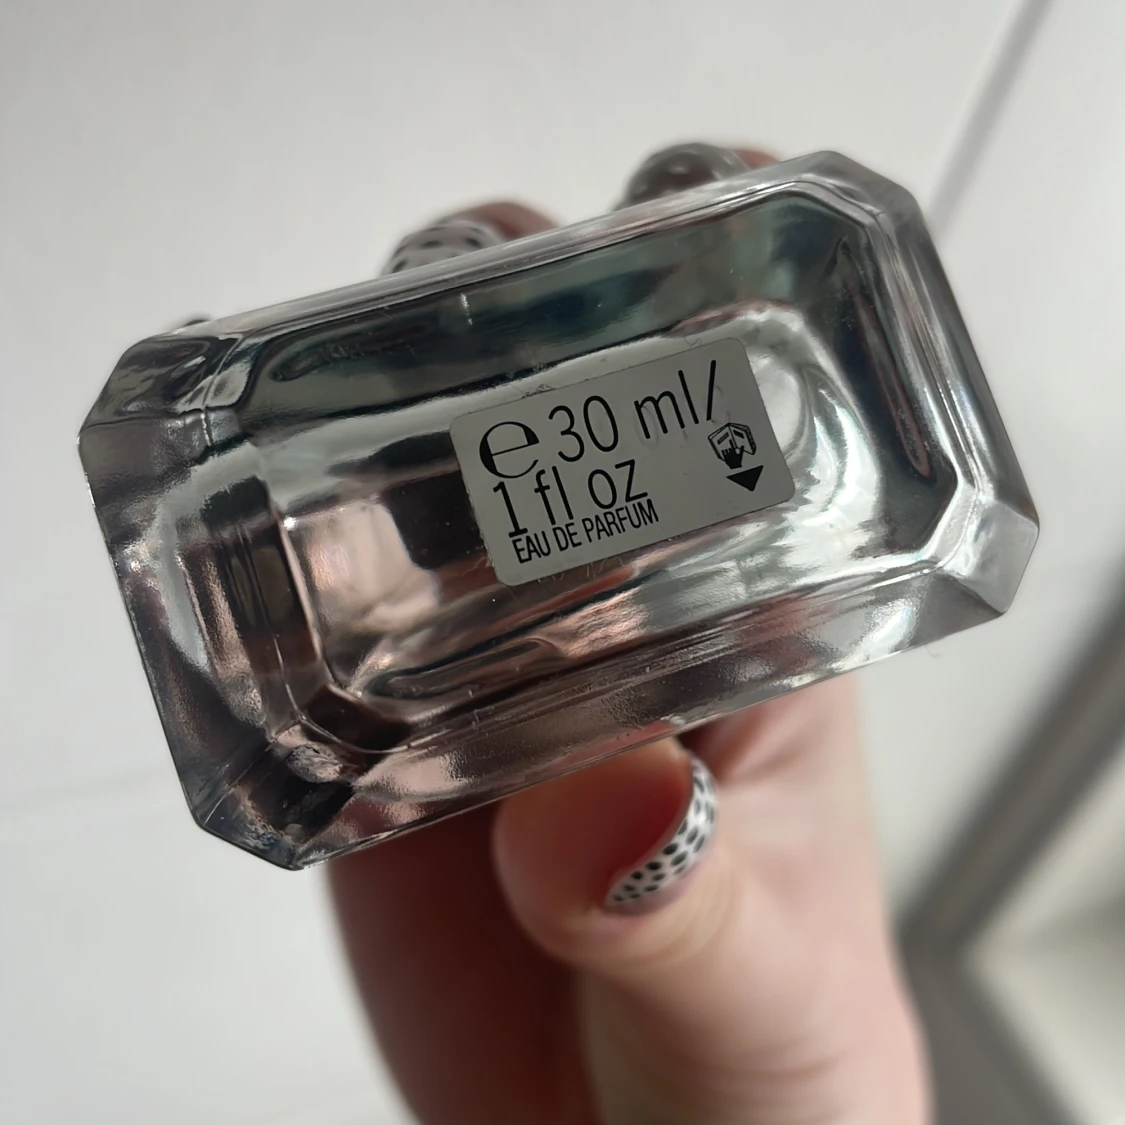 ℮ 30 ml/
1 fl oz
EAU DE PARFUM